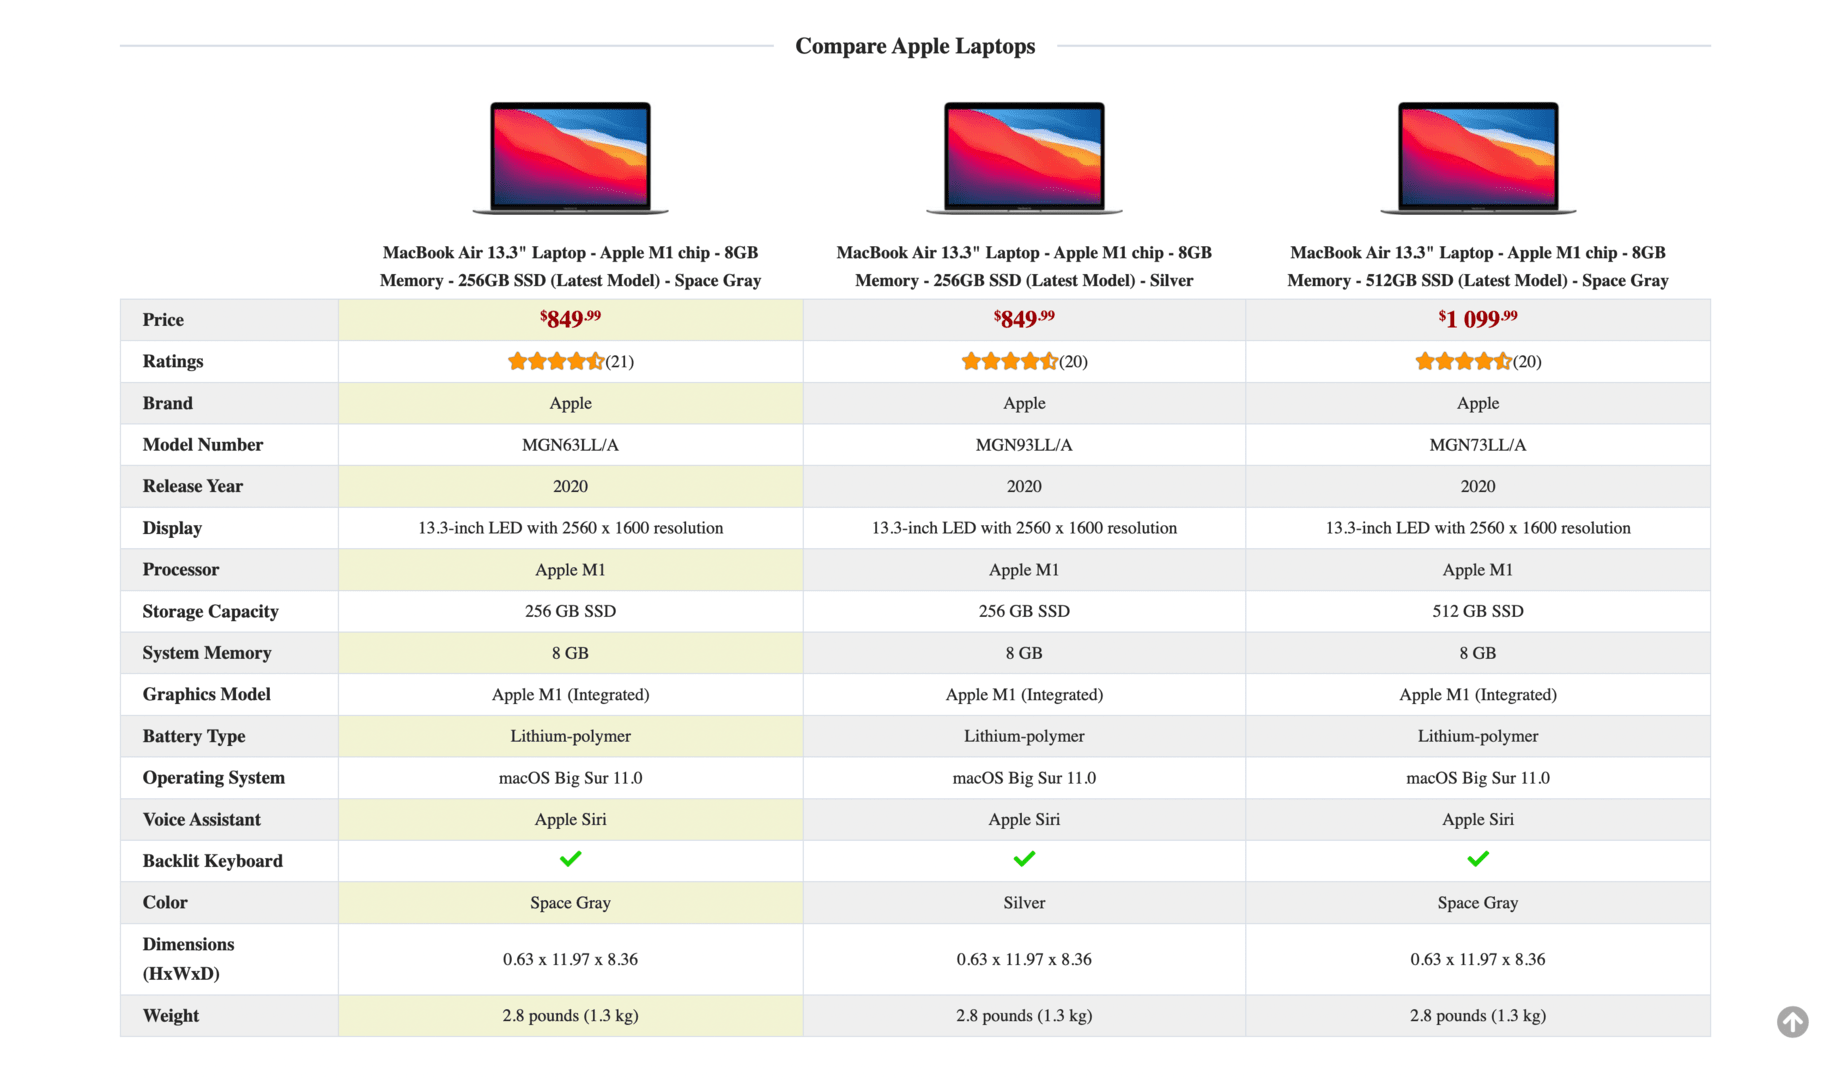 Compare Apple Laptops
MacBook Air 13.3" Laptop - Apple M1 chip - 8GB
Memory - 256GB SSD (Latest Model) - Space Gray
MacBook Air 13.3" Laptop - Apple M1 chip - 8GB
Memory - 256GB SSD (Latest Model) - Silver
MacBook Air 13.3" Laptop - Apple M1 chip - 8GB
Memory - 512GB SSD (Latest Model) - Space Gray
Price $849.99 $849.99 $1 099.99
Ratings (21) (20) (20)
Brand Apple Apple Apple
Model Number MGN63LL/A MGN93LL/A MGN73LL/A
Release Year 2020 2020 2020
Display 13.3-inch LED with 2560 x 1600 resolution 13.3-inch LED with 2560 x 1600 resolution 13.3-inch LED with 2560 x 1600 resolution
Processor Apple M1 Apple M1 Apple M1
Storage Capacity 256 GB SSD 256 GB SSD 512 GB SSD
System Memory 8 GB 8 GB 8 GB
Graphics Model Apple M1 (Integrated) Apple M1 (Integrated) Apple M1 (Integrated)
Battery Type Lithium-polymer Lithium-polymer Lithium-polymer
Operating System macOS Big Sur 11.0 macOS Big Sur 11.0 macOS Big Sur 11.0
Voice Assistant Apple Siri Apple Siri Apple Siri
Backlit Keyboard
Color Space Gray Silver Space Gray
Dimensions
(HxWxD) 0.63 x 11.97 x 8.36 0.63 x 11.97 x 8.36 0.63 x 11.97 x 8.36
Weight 2.8 pounds (1.3 kg) 2.8 pounds (1.3 kg) 2.8 pounds (1.3 kg)